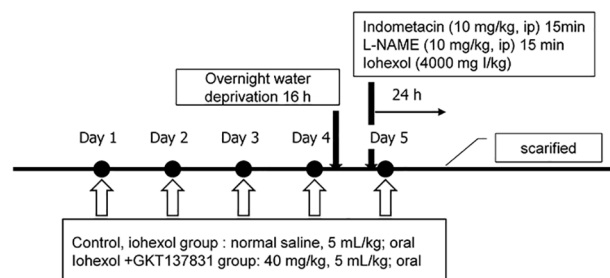 Indometacin (10 mg/kg, ip) 15min
L-NAME (10 mg/kg, ip) 15 min
Iohexol (4000 mg I/kg)
Overnight water
deprivation 16 h
24 h
Day 1 Day 2 Day 3 Day 4 Day 5
scarified
Control, iohexol group : normal saline, 5 mL/kg; oral
Iohexol +GKT137831 group: 40 mg/kg, 5 mL/kg; oral